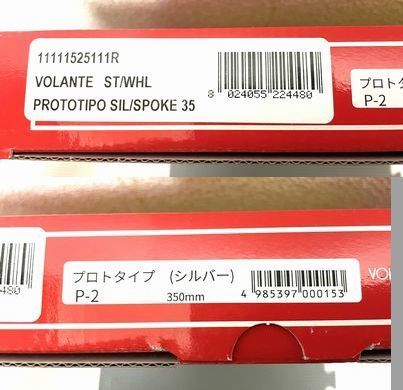 11111525111R
VOLANTE ST/WHL
PROTOTIPO SIL/SPOKE 35
8 024055 224480
プロトタ
P-2
480
プロトタイプ (シルバー)
P-2 350mm
4 985397 000153
VO